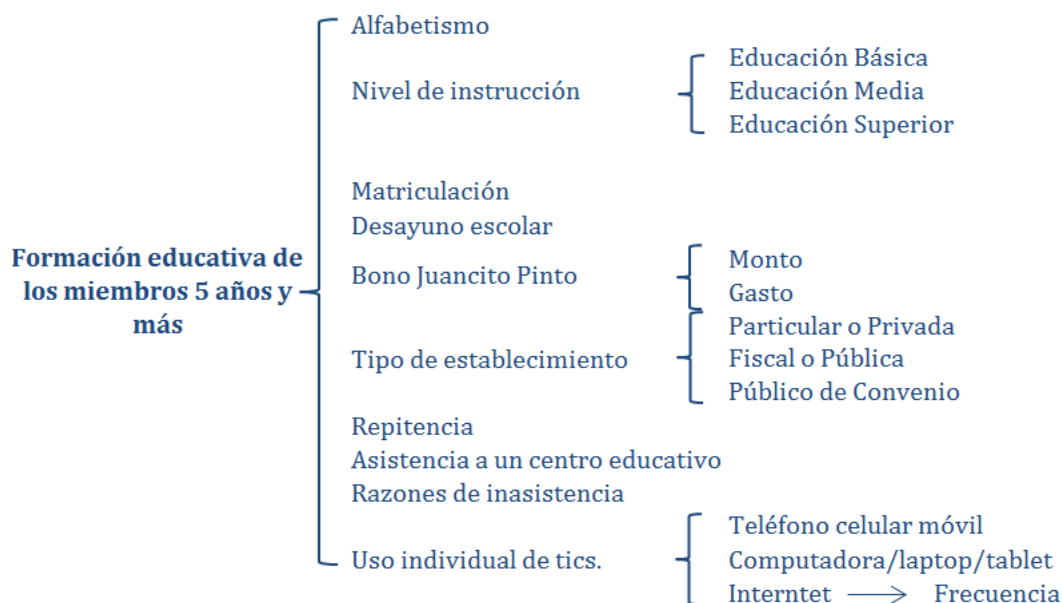 Formación educativa de
los miembros 5 años y
más
Alfabetismo
Nivel de instrucción
Educación Básica
Educación Media
Educación Superior
Matriculación
Desayuno escolar
Bono Juancito Pinto
Monto
Gasto
Tipo de establecimiento
Particular o Privada
Fiscal o Pública
Público de Convenio
Repitencia
Asistencia a un centro educativo
Razones de inasistencia
Uso individual de tics.
Teléfono celular móvil
Computadora/laptop/tablet
Interntet → Frecuencia